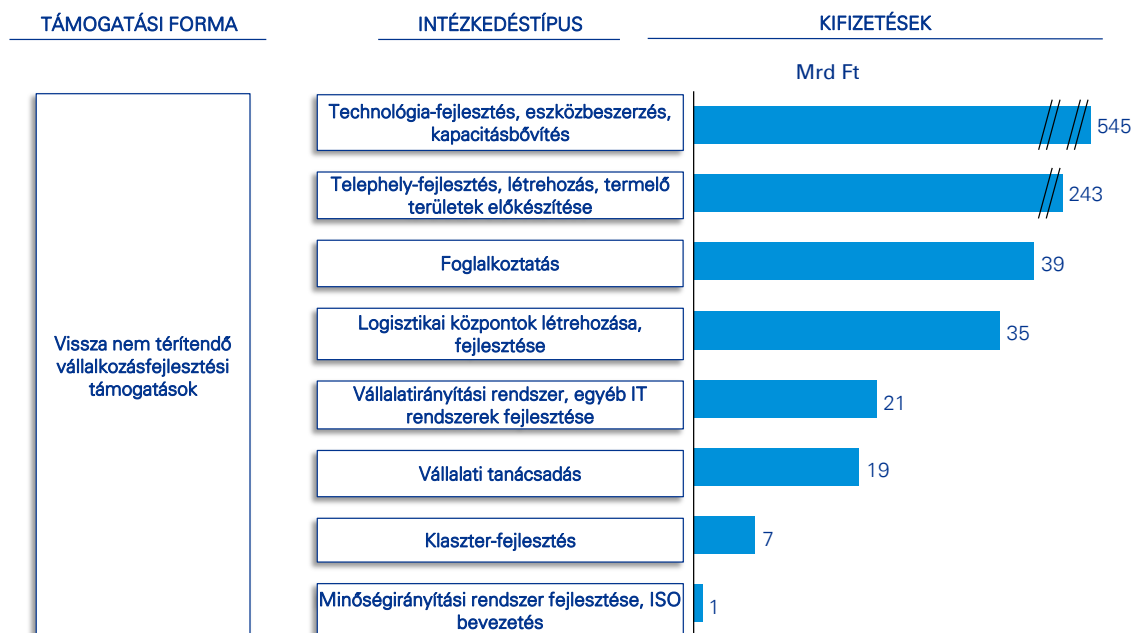 TÁMOGATÁSI FORMA
INTÉZKEDÉSTÍPUS
KIFIZETÉSEK
Mrd Ft
Vissza nem térítendő
vállalkozásfejlesztési
támogatások
Technológia-fejlesztés, eszközbeszerzés,
kapacitásbővítés
545
Telephely-fejlesztés, létrehozás, termelő
területek előkészítése
243
Foglalkoztatás
39
Logisztikai központok létrehozása,
fejlesztése
35
Vállalatirányítási rendszer, egyéb IT
rendszerek fejlesztése
21
Vállalati tanácsadás
19
Klaszter-fejlesztés
7
Minőségirányítási rendszer fejlesztése, ISO
bevezetés
1